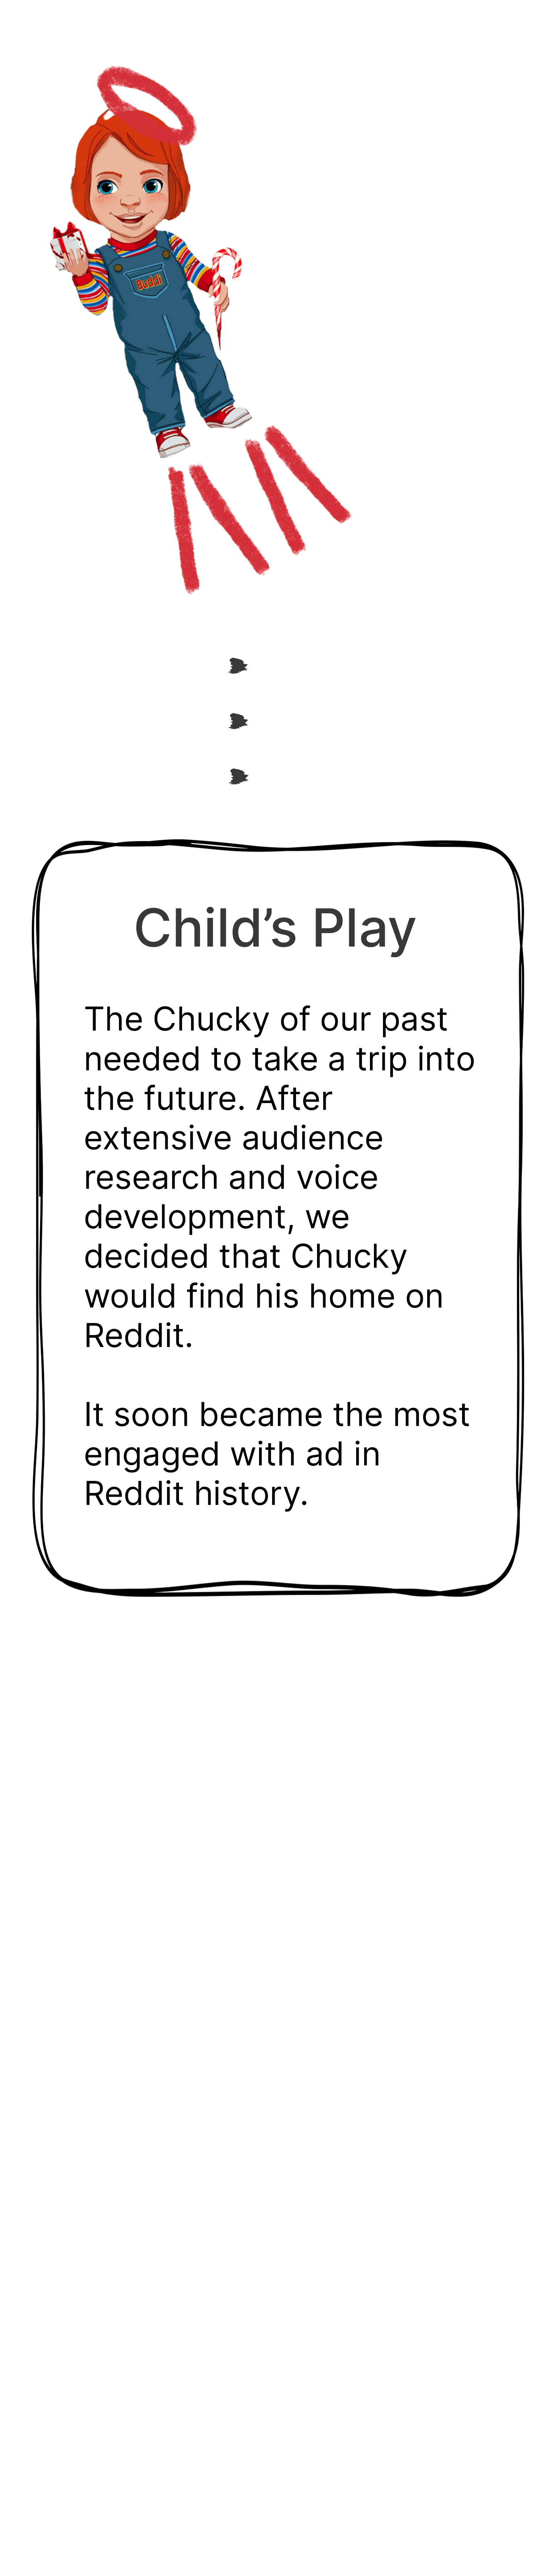 Buddi
Child’s Play
The Chucky of our past
needed to take a trip into
the future. After
extensive audience
research and voice
development, we
decided that Chucky
would find his home on
Reddit.
It soon became the most
engaged with ad in
Reddit history.